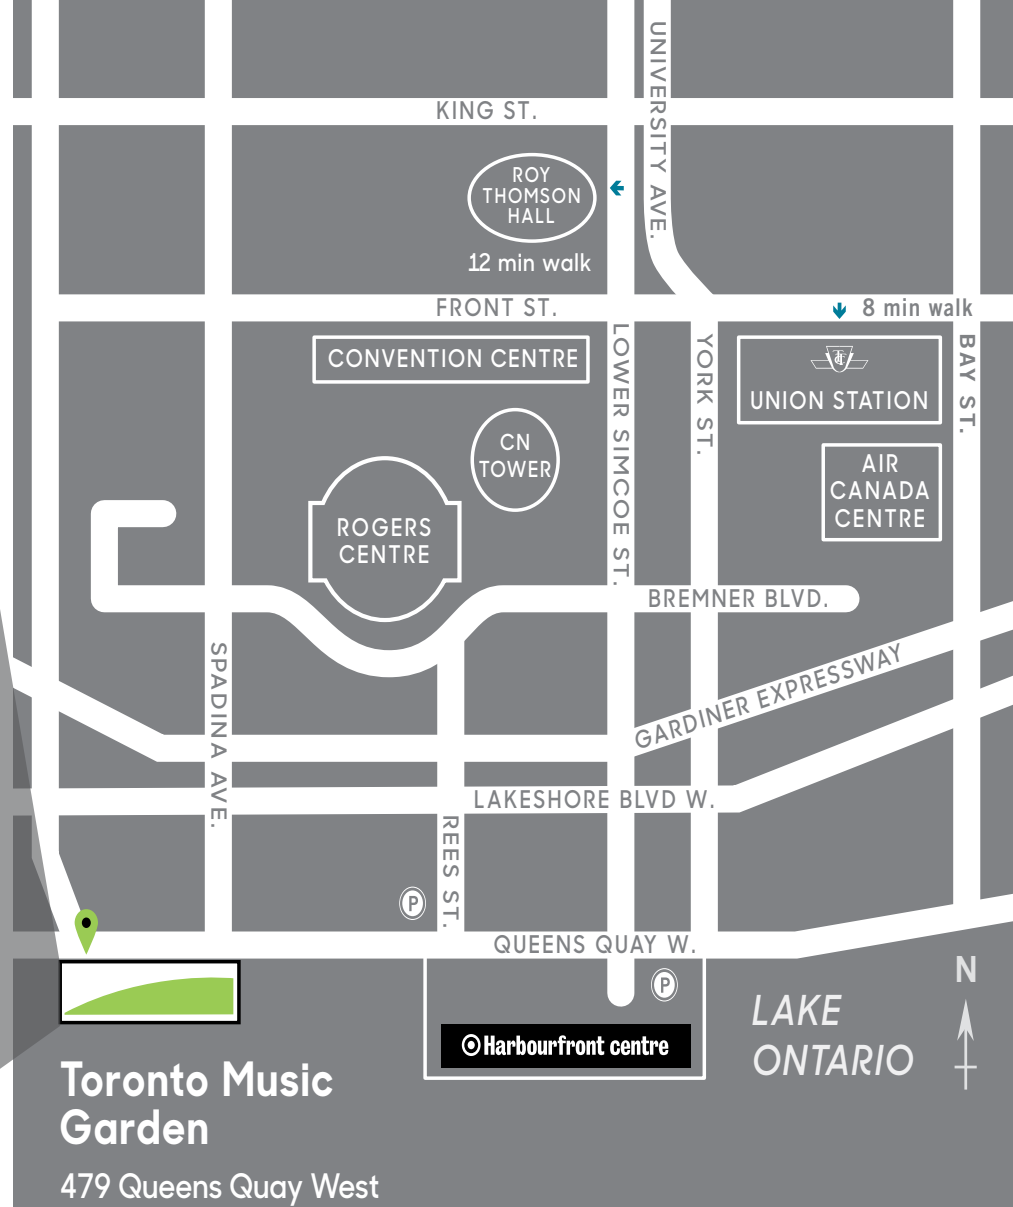 UNIVERSITY AVE.
KING ST.
ROY
THOMSON
HALL
12 min walk
FRONT ST.
8 min walk
CONVENTION CENTRE
LOWER SIMCOE ST.
YORK ST.
TTC
UNION STATION
BAY ST.
CN
TOWER
AIR
CANADA
CENTRE
ROGERS
CENTRE
BREMNER BLVD.
SPADINA AVE.
GARDINER EXPRESSWAY
LAKESHORE BLVD W.
REES ST.
P
QUEENS QUAY W.
P
N
LAKE
ONTARIO
Harbourfront centre
Toronto Music
Garden
479 Queens Quay West